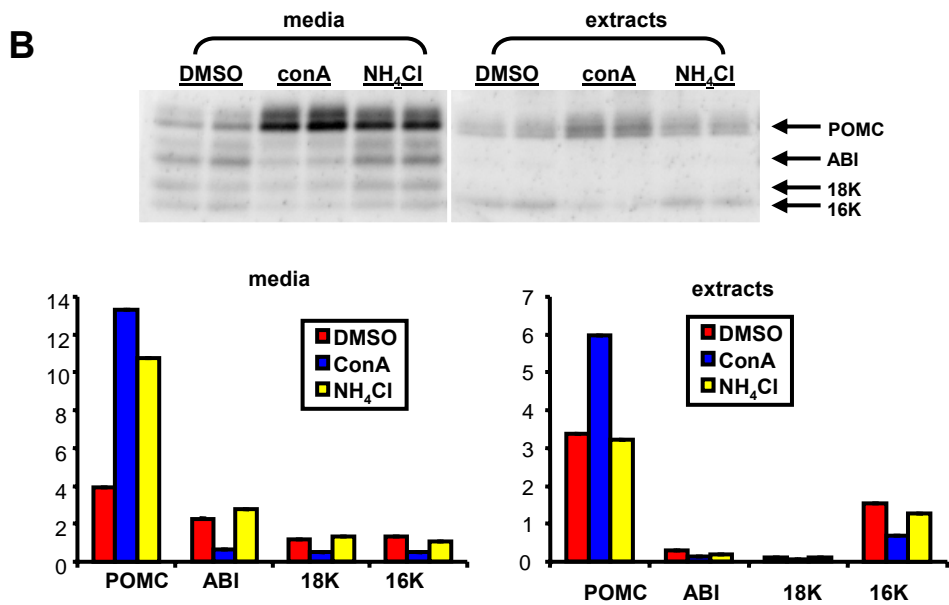 B
media extracts
DMSO conA NH₄Cl DMSO conA NH₄Cl
POMC
ABI
18K
16K
media
14
12
10
8
6
4
2
0
DMSO
ConA
NH₄Cl
POMC ABI 18K 16K
extracts
7
6
5
4
3
2
1
0
DMSO
ConA
NH₄Cl
POMC ABI 18K 16K